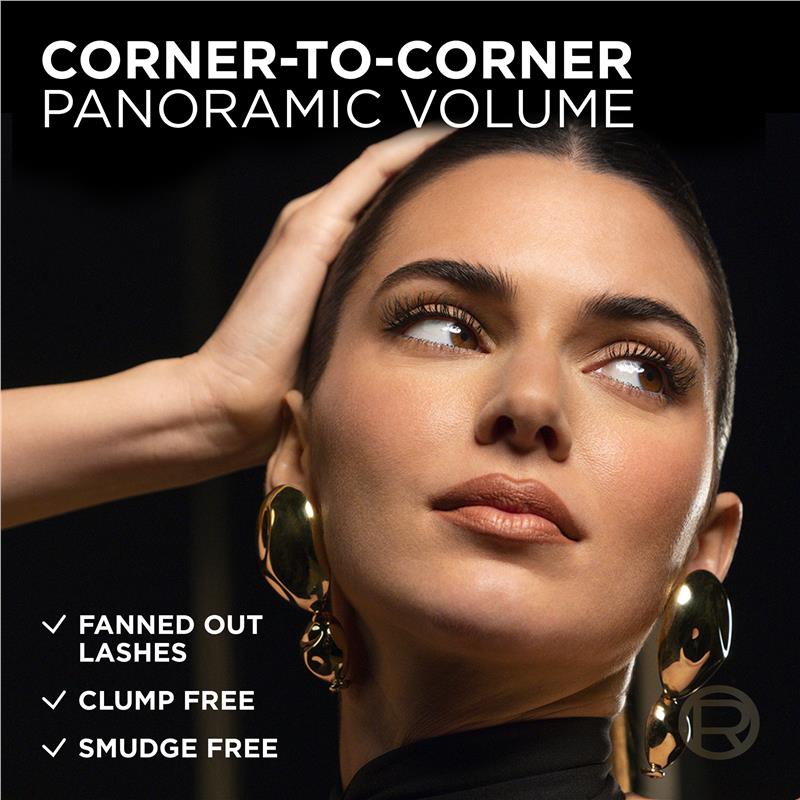 CORNER-TO-CORNER
PANORAMIC VOLUME
FANNED OUT
LASHES
CLUMP FREE
SMUDGE FREE
R